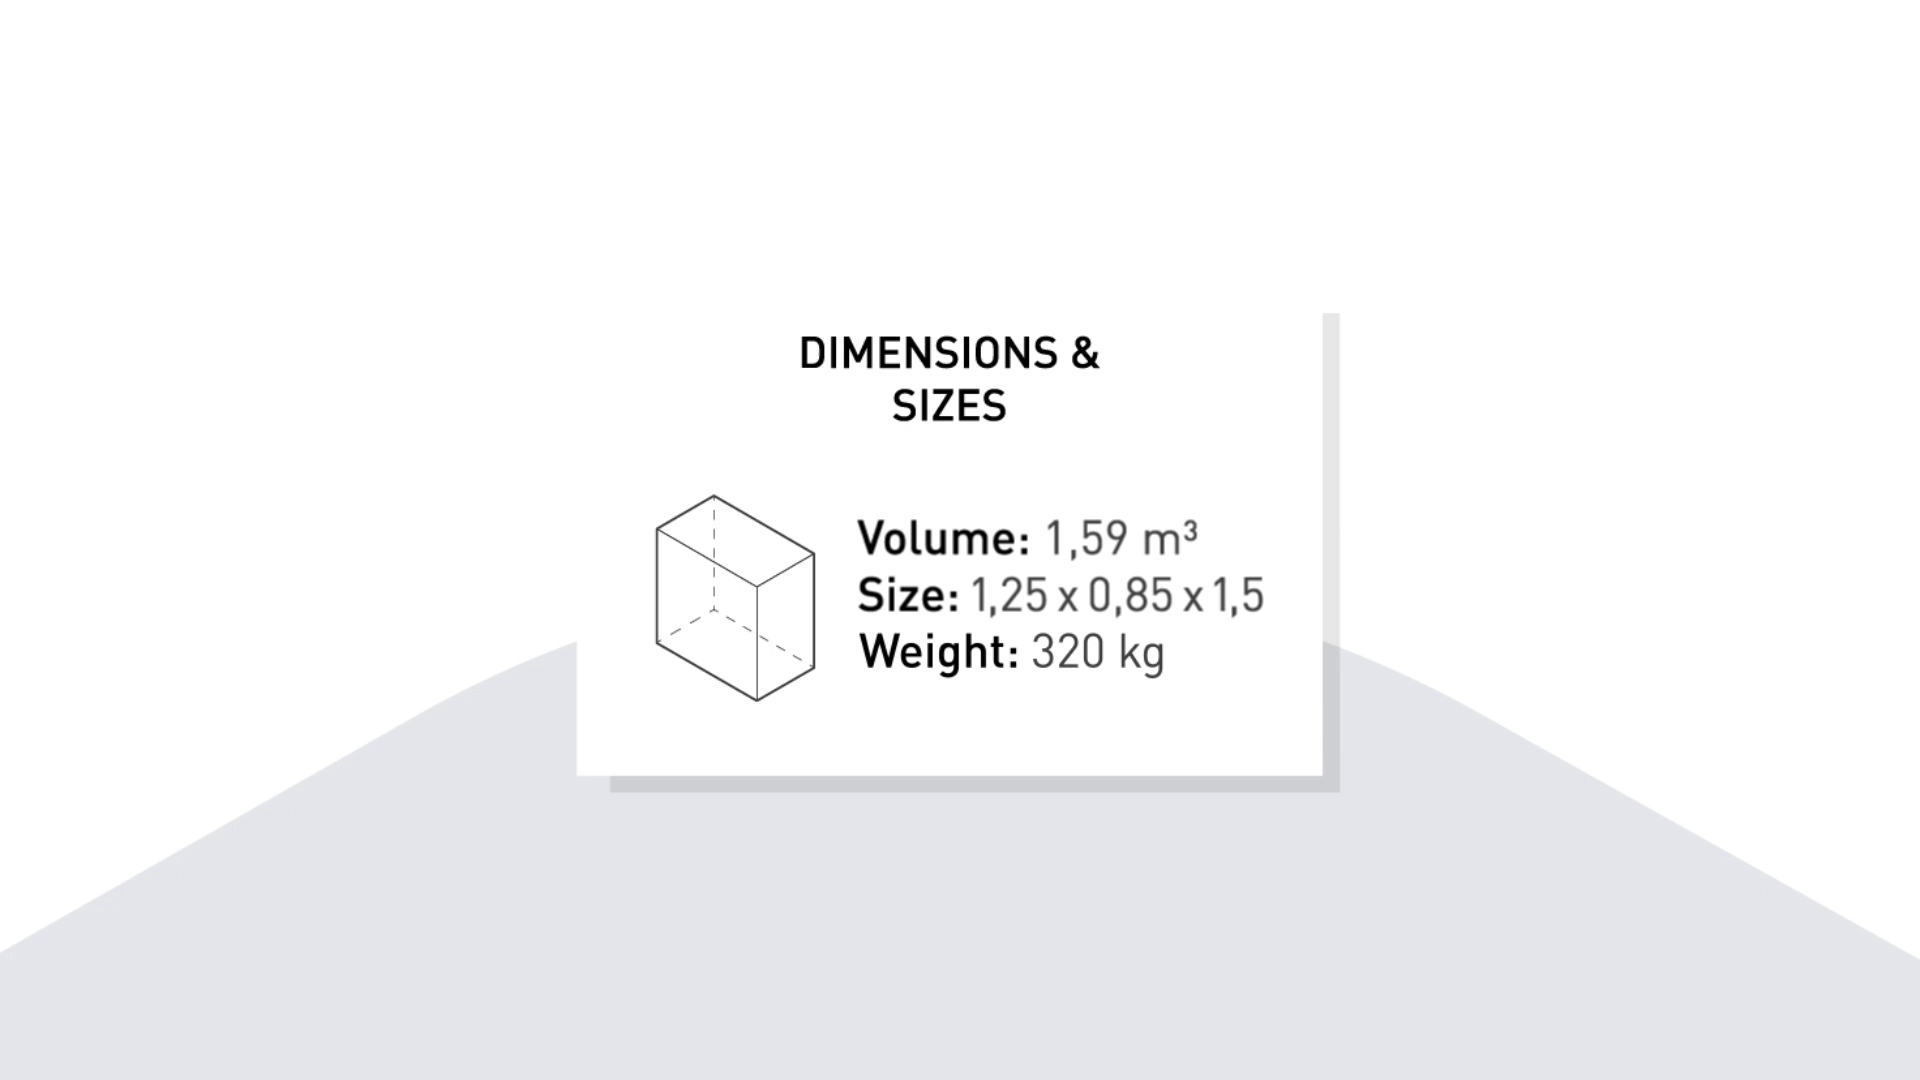 DIMENSIONS &
SIZES
Volume: 1,59 m³
Size: 1,25 x 0,85 x 1,5
Weight: 320 kg